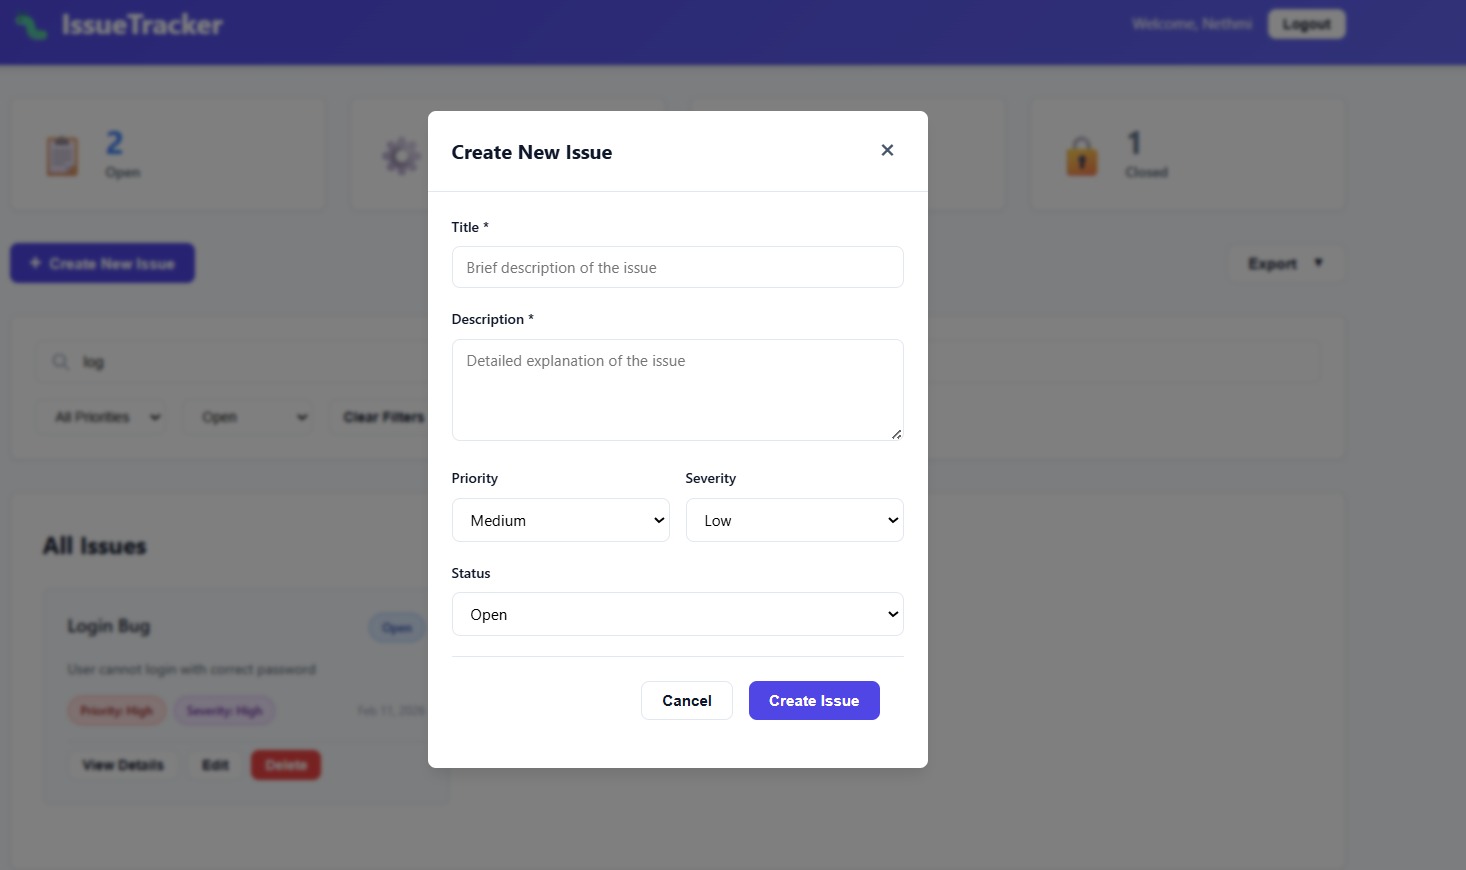 IssueTracker
Welcome, Nethmi
Logout
2
Open
1
Closed
+ Create New Issue
Export ▼
log
All Priorities
Open
Clear Filters
All Issues
Login Bug
Open
User cannot login with correct password
Priority: High
Severity: High
Feb 11, 2026
View Details
Edit
Delete
Create New Issue
×
Title *
Brief description of the issue
Description *
Detailed explanation of the issue
Priority
Severity
Medium
Low
Status
Open
Cancel
Create Issue